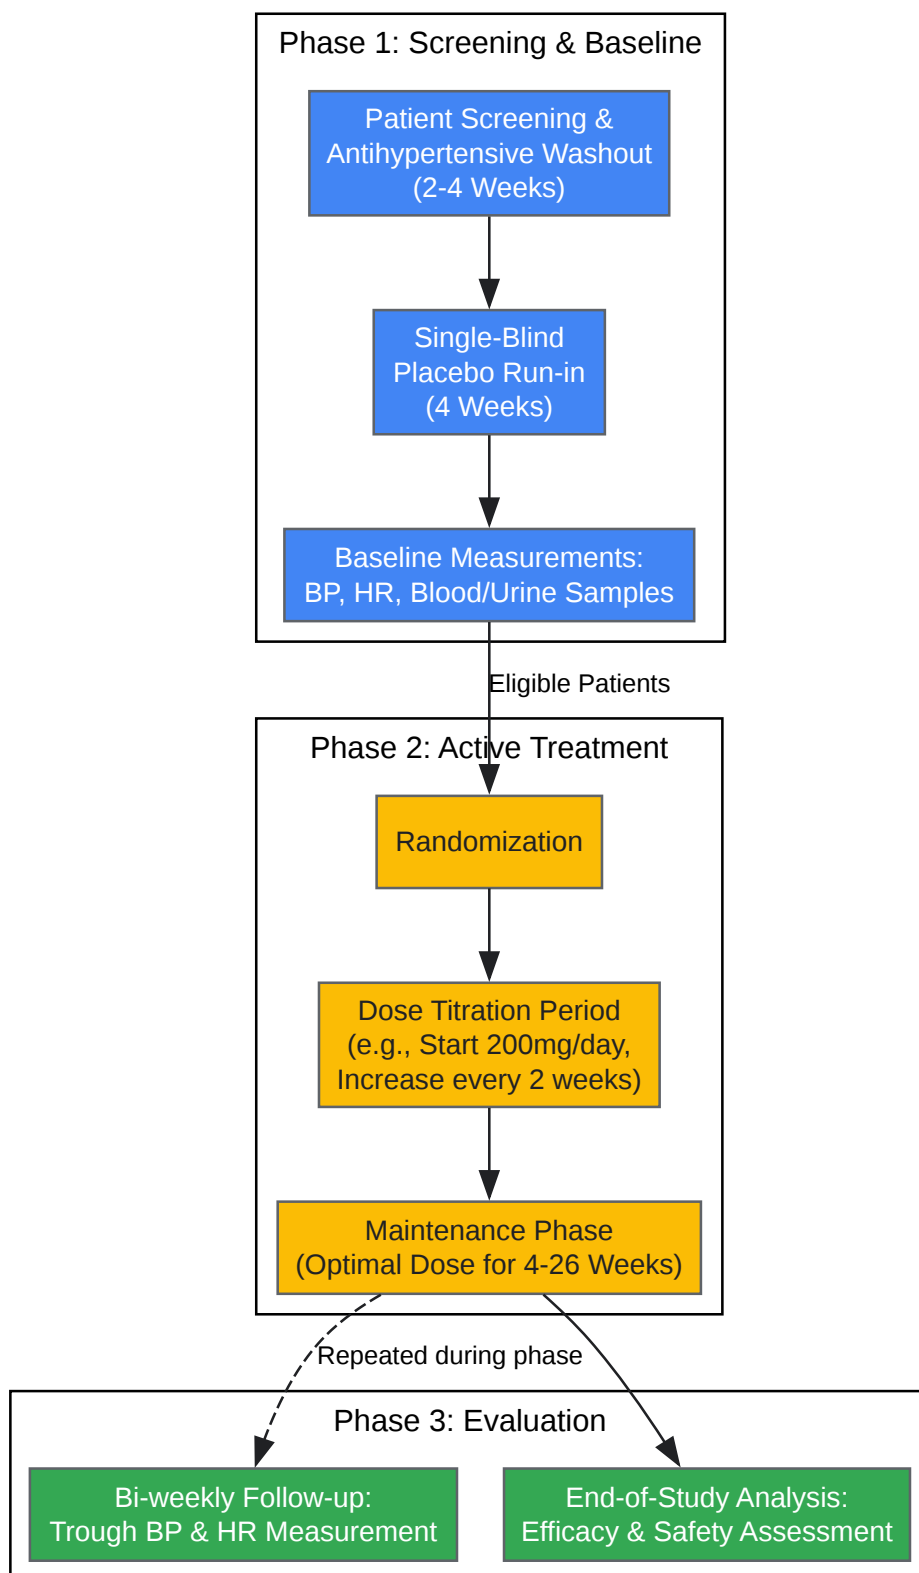 Phase 1: Screening & Baseline
Patient Screening &
Antihypertensive Washout
(2-4 Weeks)
Single-Blind
Placebo Run-in
(4 Weeks)
Baseline Measurements:
BP, HR, Blood/Urine Samples
Eligible Patients
Phase 2: Active Treatment
Randomization
Dose Titration Period
(e.g., Start 200mg/day,
Increase every 2 weeks)
Maintenance Phase
(Optimal Dose for 4-26 Weeks)
Repeated during phase
Phase 3: Evaluation
Bi-weekly Follow-up:
Trough BP & HR Measurement
End-of-Study Analysis:
Efficacy & Safety Assessment